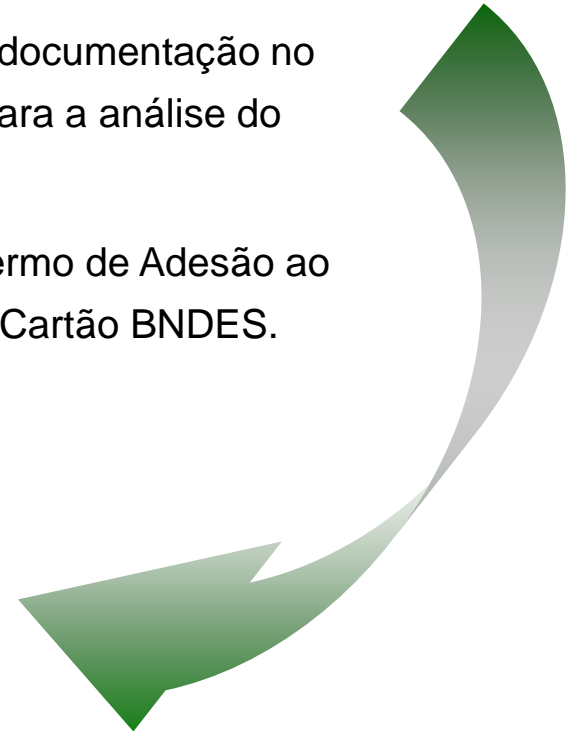 documentação no
ara a análise do
ermo de Adesão ao
Cartão BNDES.